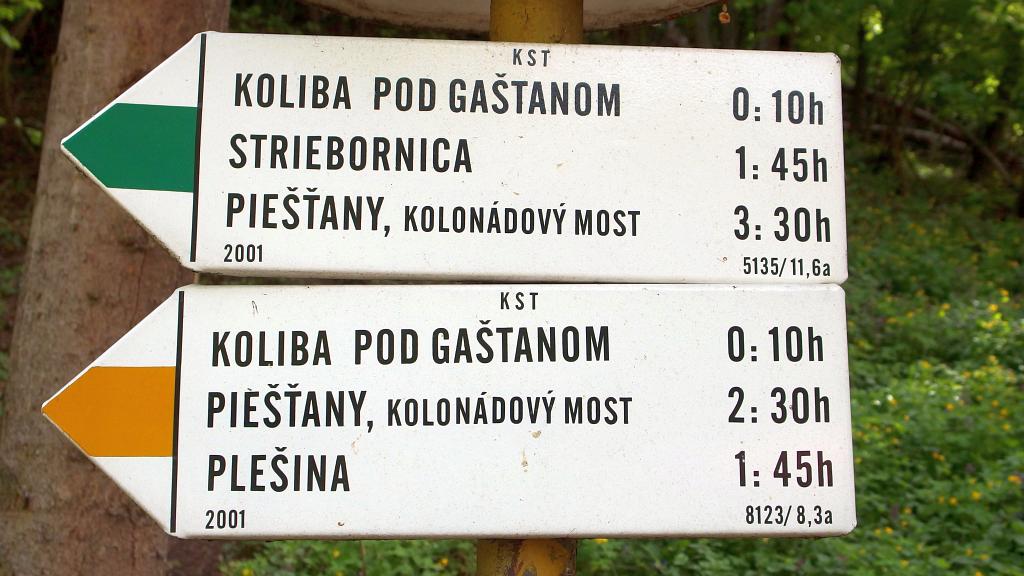 KST
KOLIBA POD GAŠTANOM 0:10h
STRIEBORNICA 1:45h
PIEŠŤANY, KOLONÁDOVÝ MOST 3:30h
2001 5135/11,6a
KST
KOLIBA POD GAŠTANOM 0:10h
PIEŠŤANY, KOLONÁDOVÝ MOST 2:30h
PLEŠINA 1:45h
2001 8123/8,3a